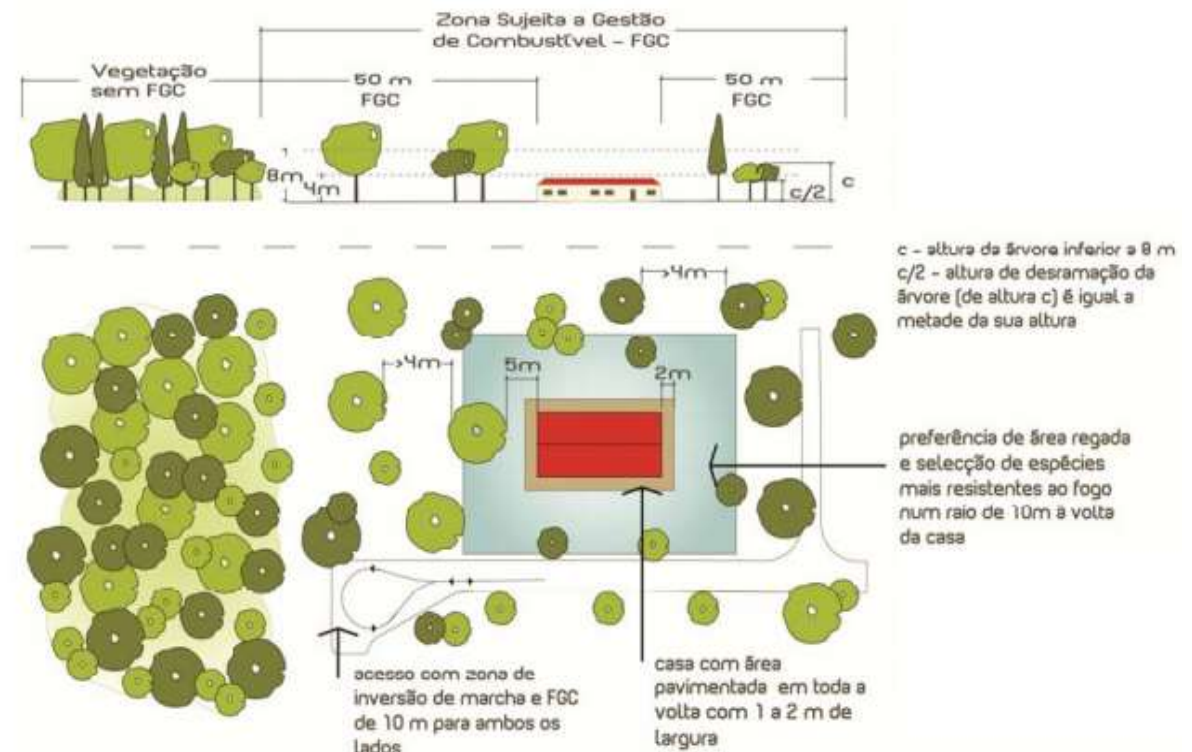 Zona Sujeita a Gestão
de Combustível - FGC
Vegetação
sem FGC
50 m
FGC
50 m
FGC
8m
4m
c/2
c
c - altura da árvore inferior a 8 m
c/2 - altura de desramação da
árvore (de altura c) é igual a
metade da sua altura
4m
4m
5m
2m
preferência de área regada
e selecção de espécies
mais resistentes ao fogo
num raio de 10m à volta
da casa
acesso com zona de
inversão de marcha e FGC
de 10 m para ambos os
lados
casa com área
pavimentada em toda a
volta com 1 a 2 m de
largura